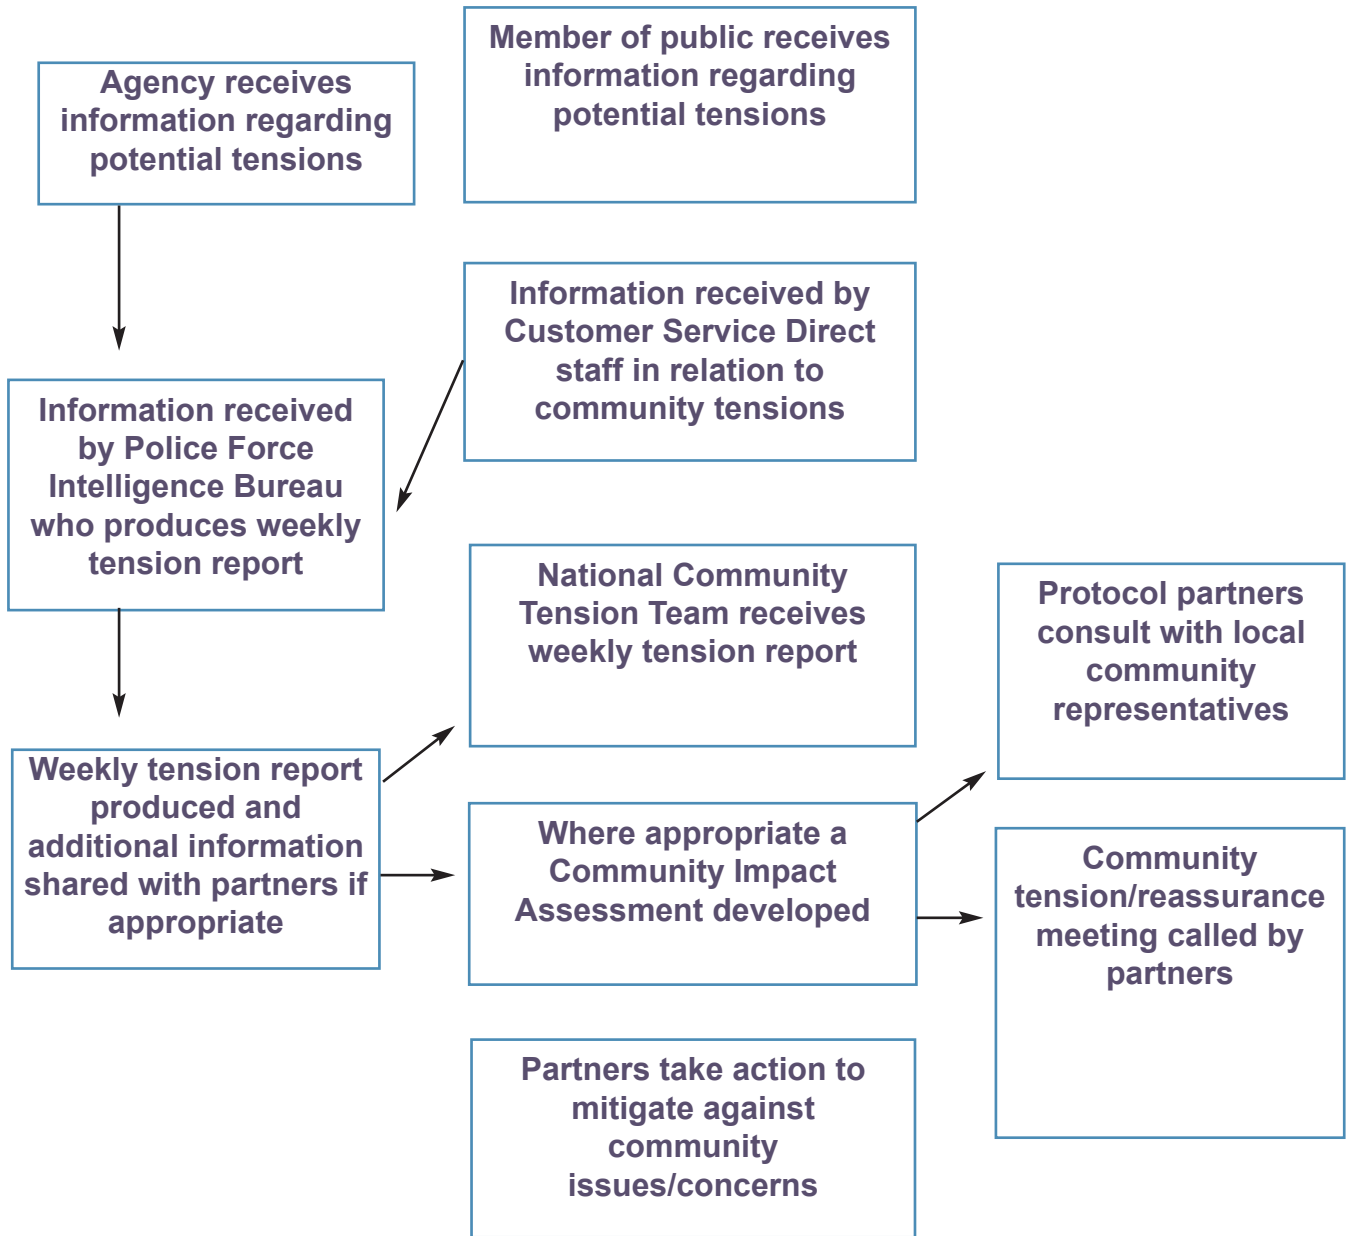 Agency receives
information regarding
potential tensions
Member of public receives
information regarding
potential tensions
Information received by
Customer Service Direct
staff in relation to
community tensions
Information received
by Police Force
Intelligence Bureau
who produces weekly
tension report
National Community
Tension Team receives
weekly tension report
Protocol partners
consult with local
community
representatives
Weekly tension report
produced and
additional information
shared with partners if
appropriate
Where appropriate a
Community Impact
Assessment developed
Community
tension/reassurance
meeting called by
partners
Partners take action to
mitigate against
community
issues/concerns